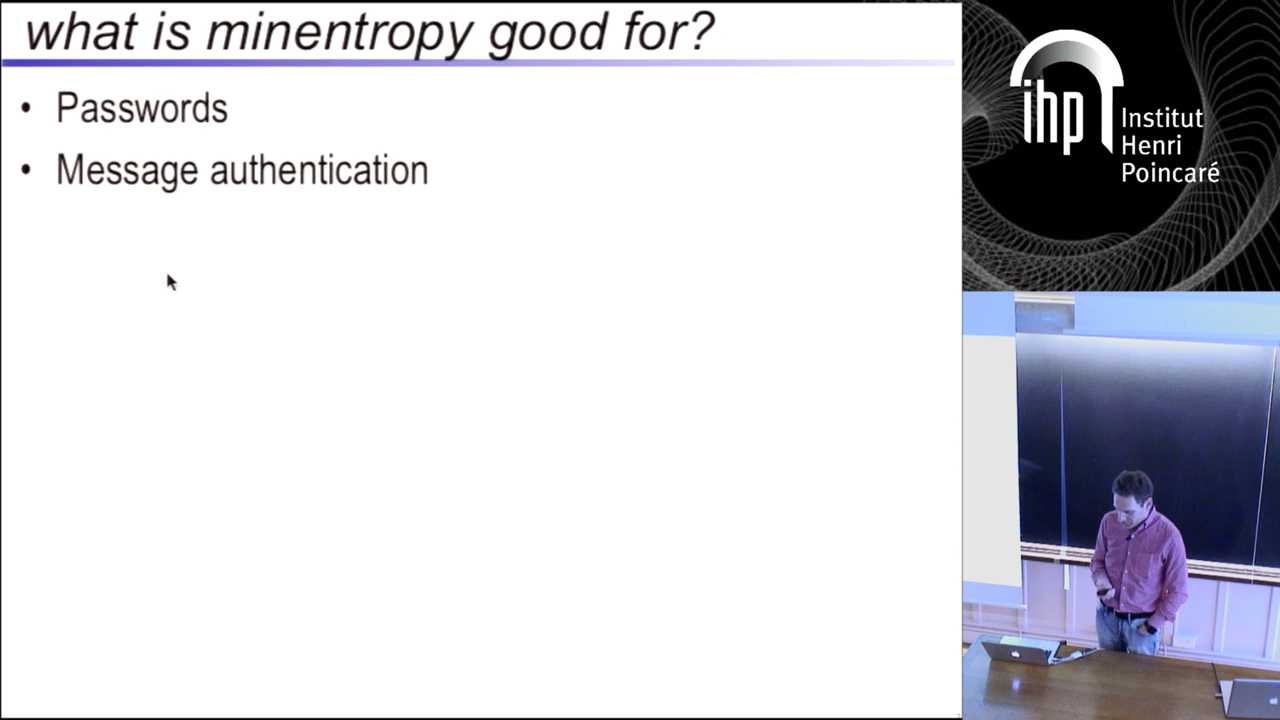 what is minentropy good for?
• Passwords
• Message authentication
ihp Institut
Henri
Poincaré